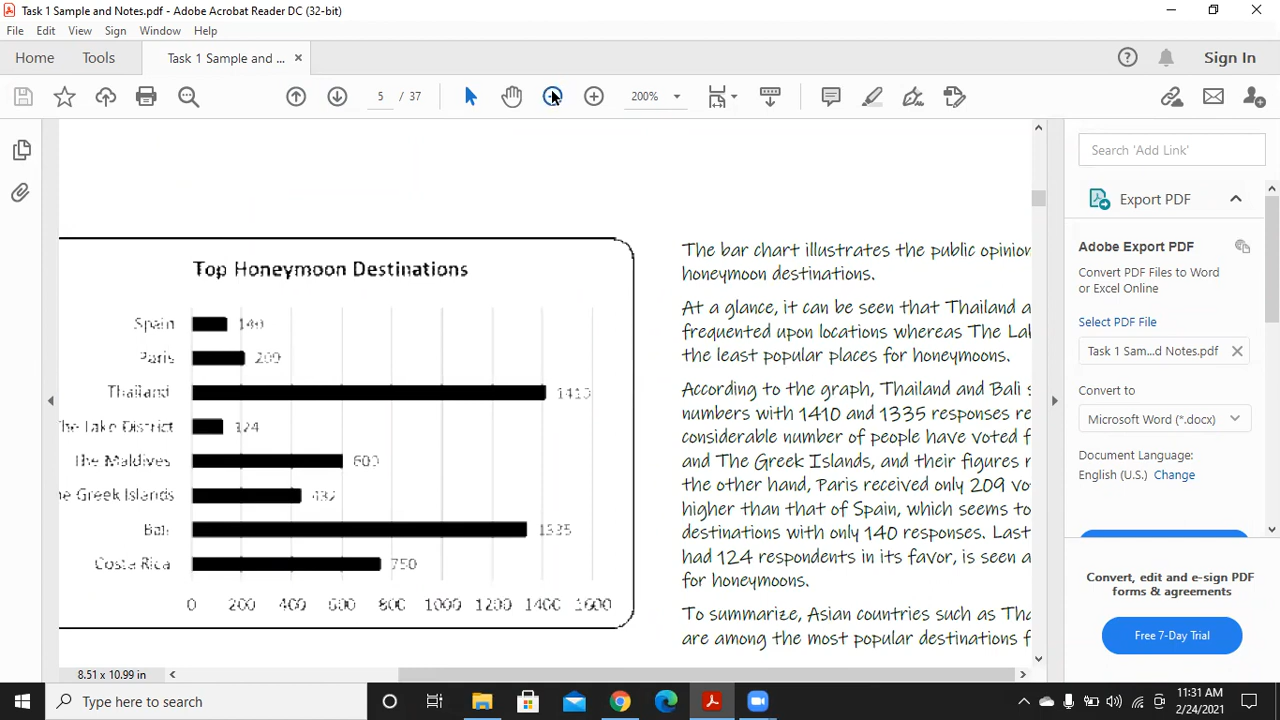 Task 1 Sample and Notes.pdf - Adobe Acrobat Reader DC (32-bit)
File Edit View Sign Window Help
Home Tools Task 1 Sample and ... Sign In
5 / 37 200%
Search 'Add Link'
Export PDF
Adobe Export PDF
Convert PDF Files to Word
or Excel Online
Select PDF File
Task 1 Sam...d Notes.pdf
Convert to
Microsoft Word (*.docx)
Document Language:
English (U.S.) Change
Convert, edit and e-sign PDF
forms & agreements
Free 7-Day Trial
Top Honeymoon Destinations
Spain 140
Paris 209
Thailand 1410
The Lake District 124
The Maldives 600
he Greek Islands 432
Bali 1335
Costa Rica 750
0 200 400 600 800 1000 1200 1400 1600
The bar chart illustrates the public opinion
honeymoon destinations.
At a glance, it can be seen that Thailand a
frequented upon locations whereas The Lak
the least popular places for honeymoons.
According to the graph, Thailand and Bali s
numbers with 1410 and 1335 responses re
considerable number of people have voted f
and The Greek Islands, and their figures r
the other hand, Paris received only 209 vo
higher than that of Spain, which seems to
destinations with only 140 responses. Last
had 124 respondents in its favor, is seen a
for honeymoons.
To summarize, Asian countries such as Tha
are among the most popular destinations f
8.51 x 10.99 in
Type here to search
11:31 AM
2/24/2021